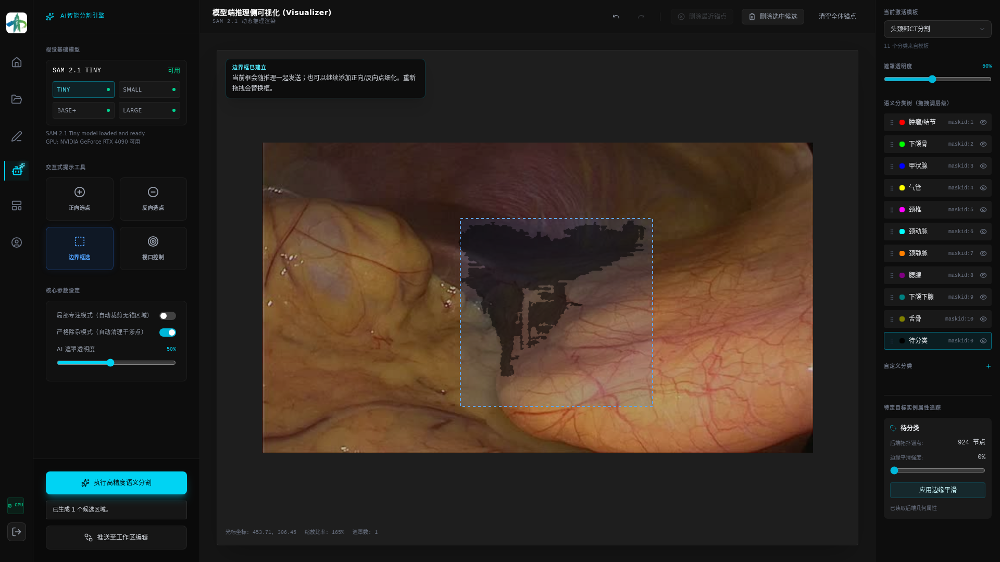 AI智能分割引擎
视觉基础模型
SAM 2.1 TINY 可用
TINY SMALL
BASE+ LARGE
SAM 2.1 Tiny model loaded and ready.
GPU: NVIDIA GeForce RTX 4090 可用
交互式提示工具
正向选点 反向选点
边界框选 视口控制
核心参数设定
局部专注模式（自动裁剪无锚区域）
严格除杂模式（自动清理干涉点）
AI 遮罩透明度 50%
执行高精度语义分割
已生成 1 个候选区域。
推送至工作区编辑
GPU
模型端推理侧可视化 (Visualizer)
SAM 2.1 动态推理渲染
删除最近锚点 删除选中候选 清空全体锚点
边界框已建立
当前框会随推理一起发送；也可以继续添加正向/反向点细化。重新
拖拽会替换框。
光标坐标: 453.71, 306.45 缩放比率: 165% 遮罩数: 1
当前激活模板
头颈部CT分割
11 个分类来自模板
遮罩透明度 50%
语义分类树（拖拽调层级）
肿瘤/结节 maskid:1
下颌骨 maskid:2
甲状腺 maskid:3
气管 maskid:4
颈椎 maskid:5
颈动脉 maskid:6
颈静脉 maskid:7
腮腺 maskid:8
下颌下腺 maskid:9
舌骨 maskid:10
待分类 maskid:0
自定义分类 +
特定目标实例属性追踪
待分类
后端拓扑锚点: 924 节点
边缘平滑强度: 0%
应用边缘平滑
已读取后端几何属性